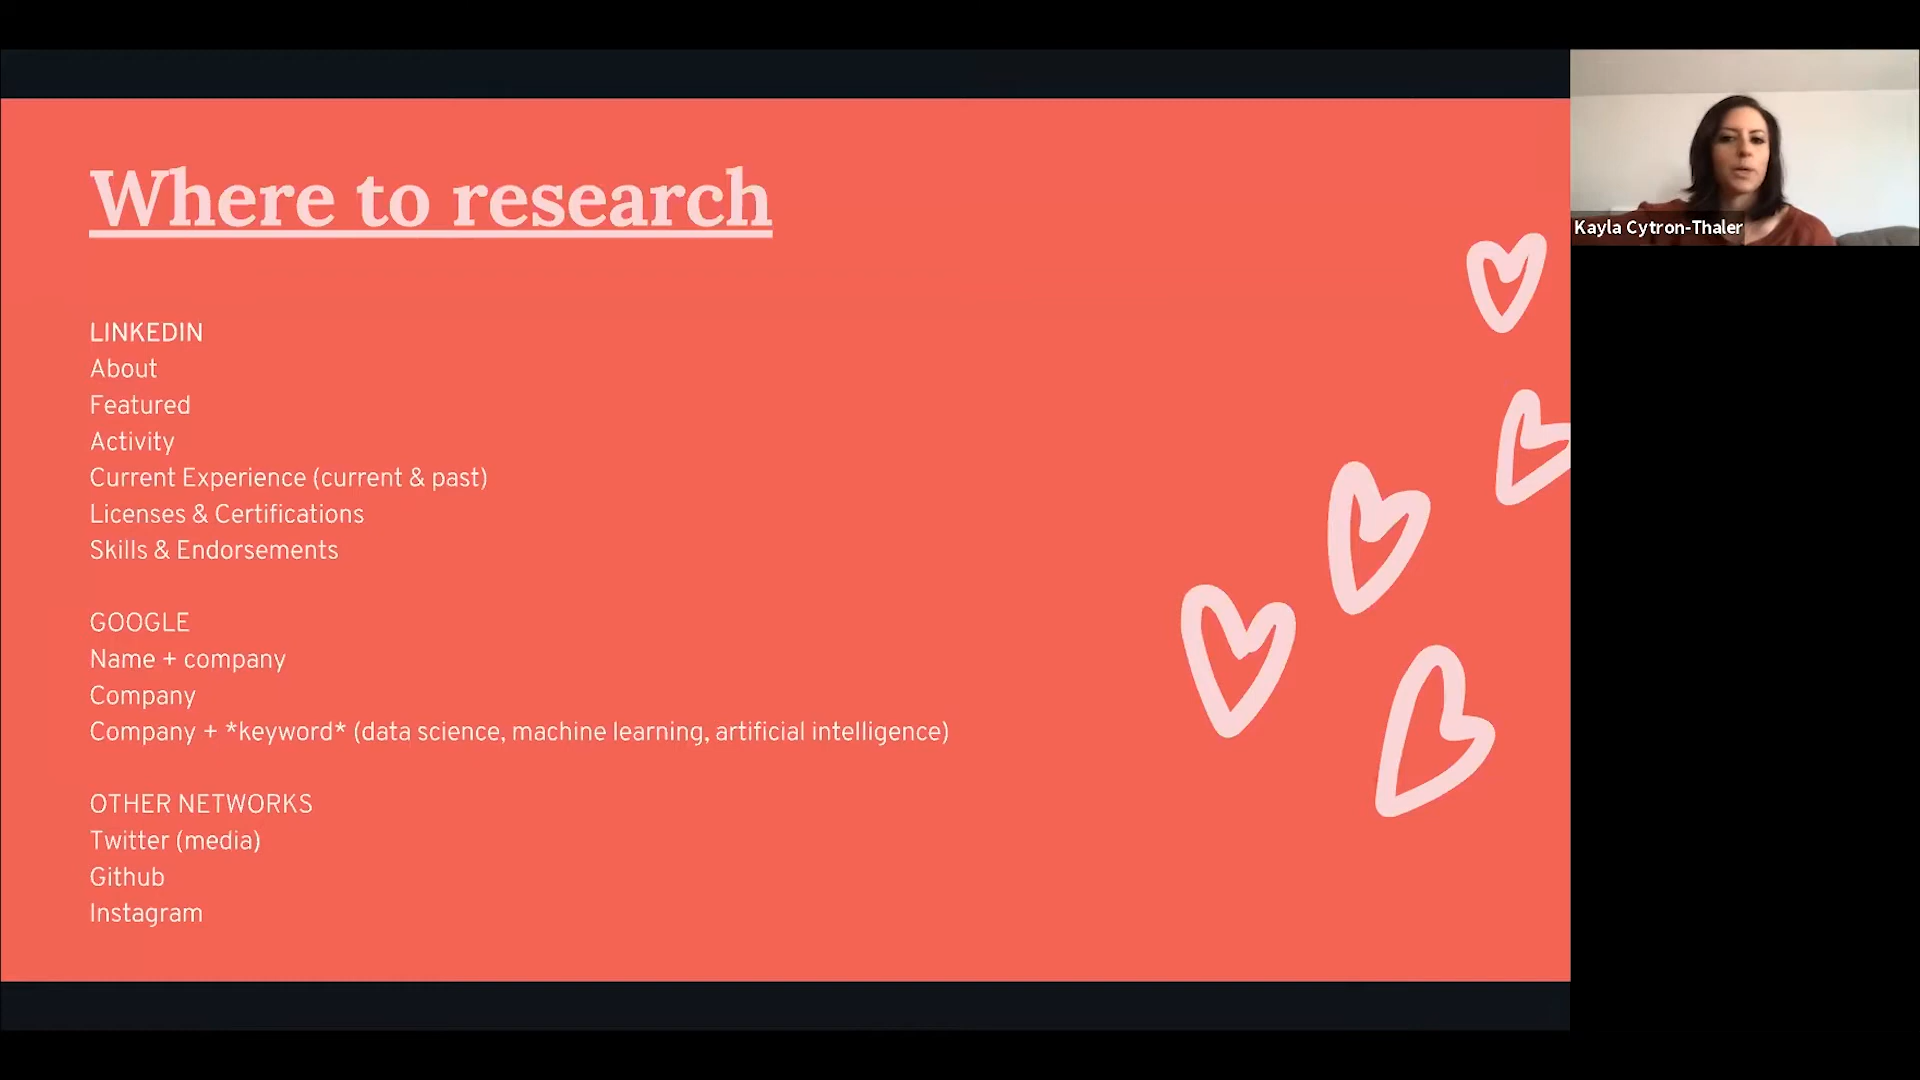 Where to research
LINKEDIN
About
Featured
Activity
Current Experience (current & past)
Licenses & Certifications
Skills & Endorsements
GOOGLE
Name + company
Company
Company + *keyword* (data science, machine learning, artificial intelligence)
OTHER NETWORKS
Twitter (media)
Github
Instagram
Kayla Cytron-Thaler